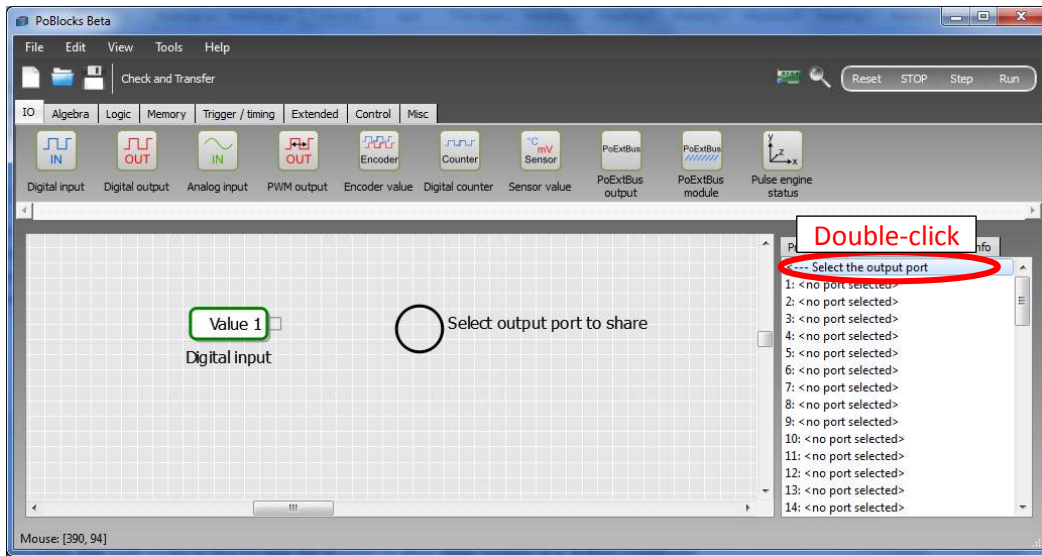 PoBlocks Beta
File Edit View Tools Help
Check and Transfer
Reset STOP Step Run
IO Algebra Logic Memory Trigger / timing Extended Control Misc
IN OUT IN OUT Encoder Counter °C mV Sensor PoExtBus PoExtBus y z x
Digital input Digital output Analog input PWM output Encoder value Digital counter Sensor value PoExtBus output PoExtBus module Pulse engine status
Double-click
<--- Select the output port
1: <no port selected>
2: <no port selected>
3: <no port selected>
Value 1
Select output port to share
4: <no port selected>
5: <no port selected>
Digital input
6: <no port selected>
7: <no port selected>
8: <no port selected>
9: <no port selected>
10: <no port selected>
11: <no port selected>
12: <no port selected>
13: <no port selected>
14: <no port selected>
Mouse: [390, 94]